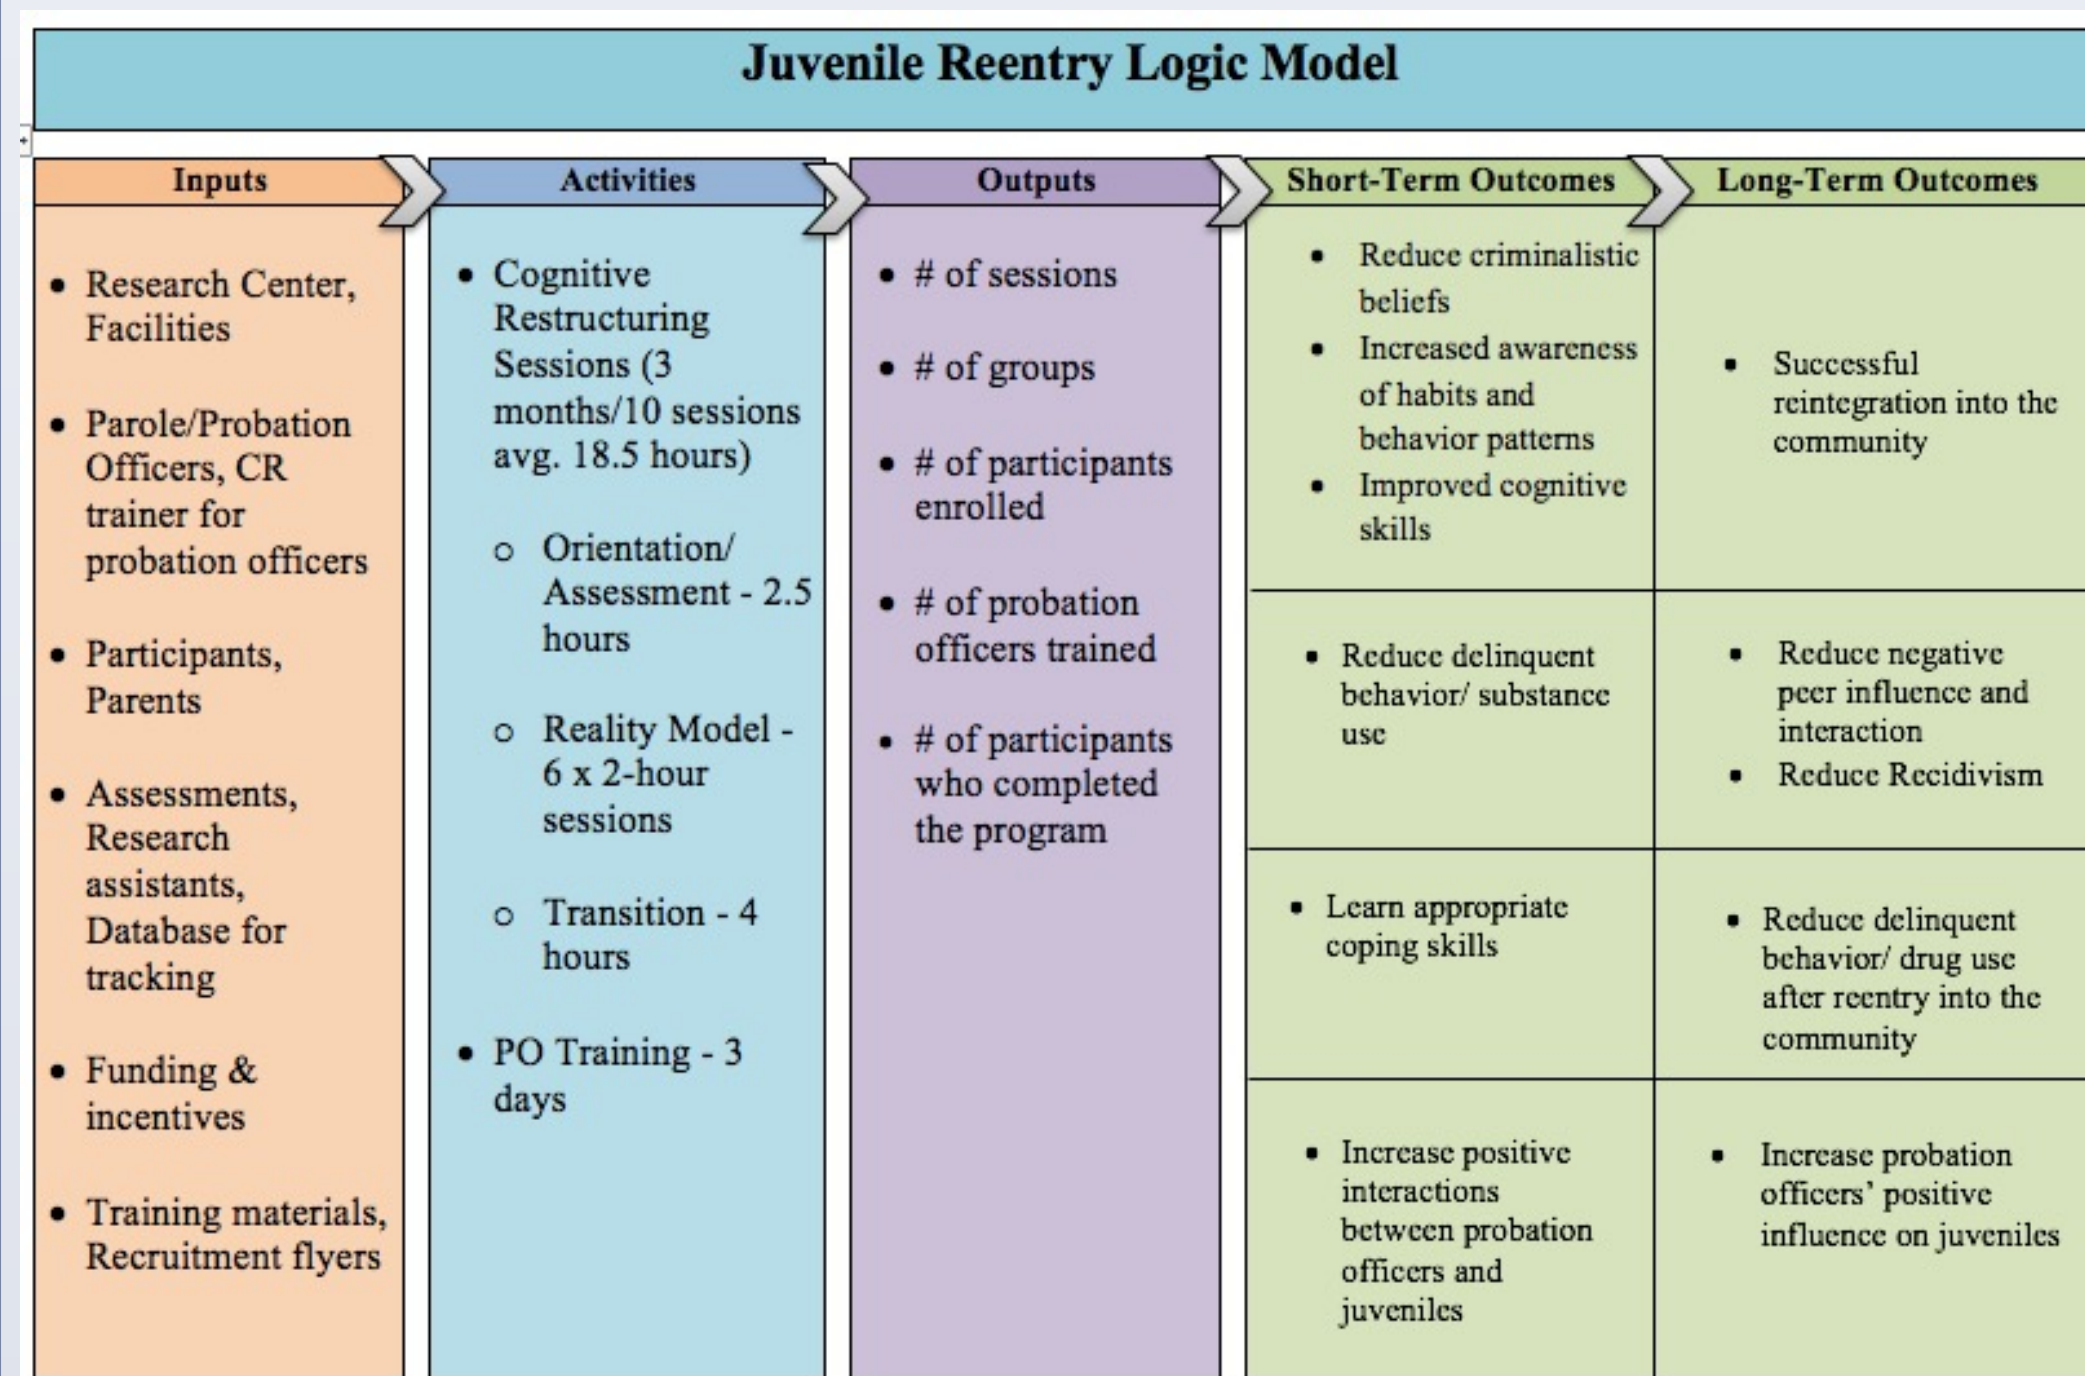 Juvenile Reentry Logic Model
Inputs
• Research Center,
Facilities
• Parole/Probation
Officers, CR
trainer for
probation officers
• Participants,
Parents
• Assessments,
Research
assistants,
Database for
tracking
• Funding &
incentives
• Training materials,
Recruitment flyers
Activities
• Cognitive
Restructuring
Sessions (3
months/10 sessions
avg. 18.5 hours)
o Orientation/
Assessment - 2.5
hours
o Reality Model -
6 x 2-hour
sessions
o Transition - 4
hours
• PO Training - 3
days
Outputs
• # of sessions
• # of groups
• # of participants
enrolled
• # of probation
officers trained
• # of participants
who completed
the program
Short-Term Outcomes
▪ Reduce criminalistic
beliefs
▪ Increased awareness
of habits and
behavior patterns
▪ Improved cognitive
skills
▪ Reduce delinquent
behavior/ substance
use
▪ Learn appropriate
coping skills
▪ Increase positive
interactions
between probation
officers and
juveniles
Long-Term Outcomes
▪ Successful
reintegration into the
community
▪ Reduce negative
peer influence and
interaction
▪ Reduce Recidivism
▪ Reduce delinquent
behavior/ drug use
after reentry into the
community
▪ Increase probation
officers’ positive
influence on juveniles